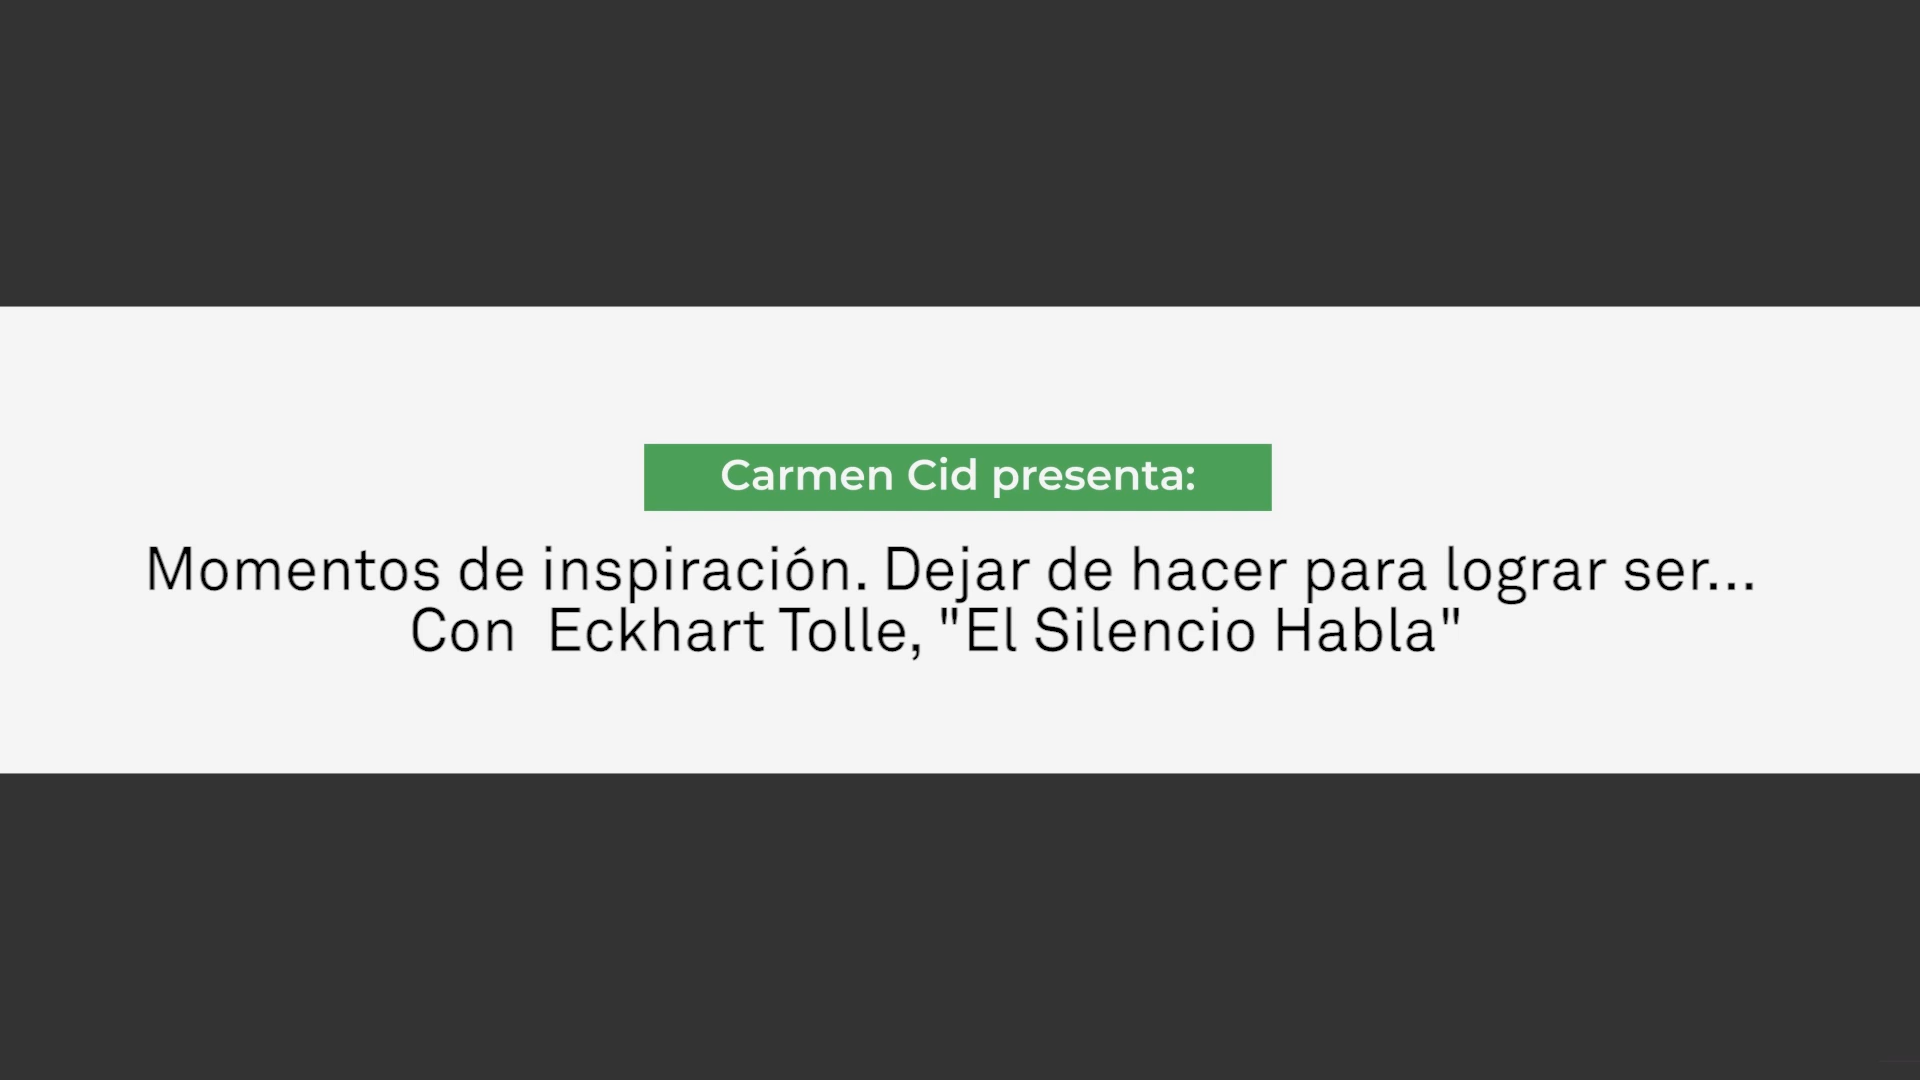 Carmen Cid presenta:
Momentos de inspiración. Dejar de hacer para lograr ser...
Con  Eckhart Tolle, "El Silencio Habla"